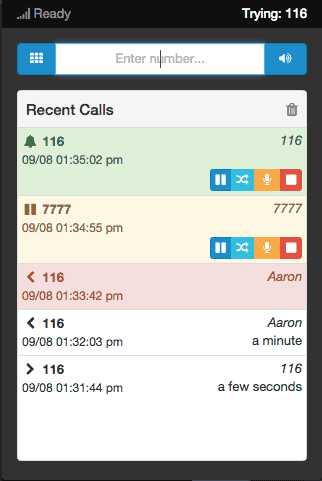 Ready
Trying: 116
Enter number...
Recent Calls
116
116
09/08 01:35:02 pm
7777
7777
09/08 01:34:55 pm
116
Aaron
09/08 01:33:42 pm
116
Aaron
09/08 01:32:03 pm
a minute
116
116
09/08 01:31:44 pm
a few seconds